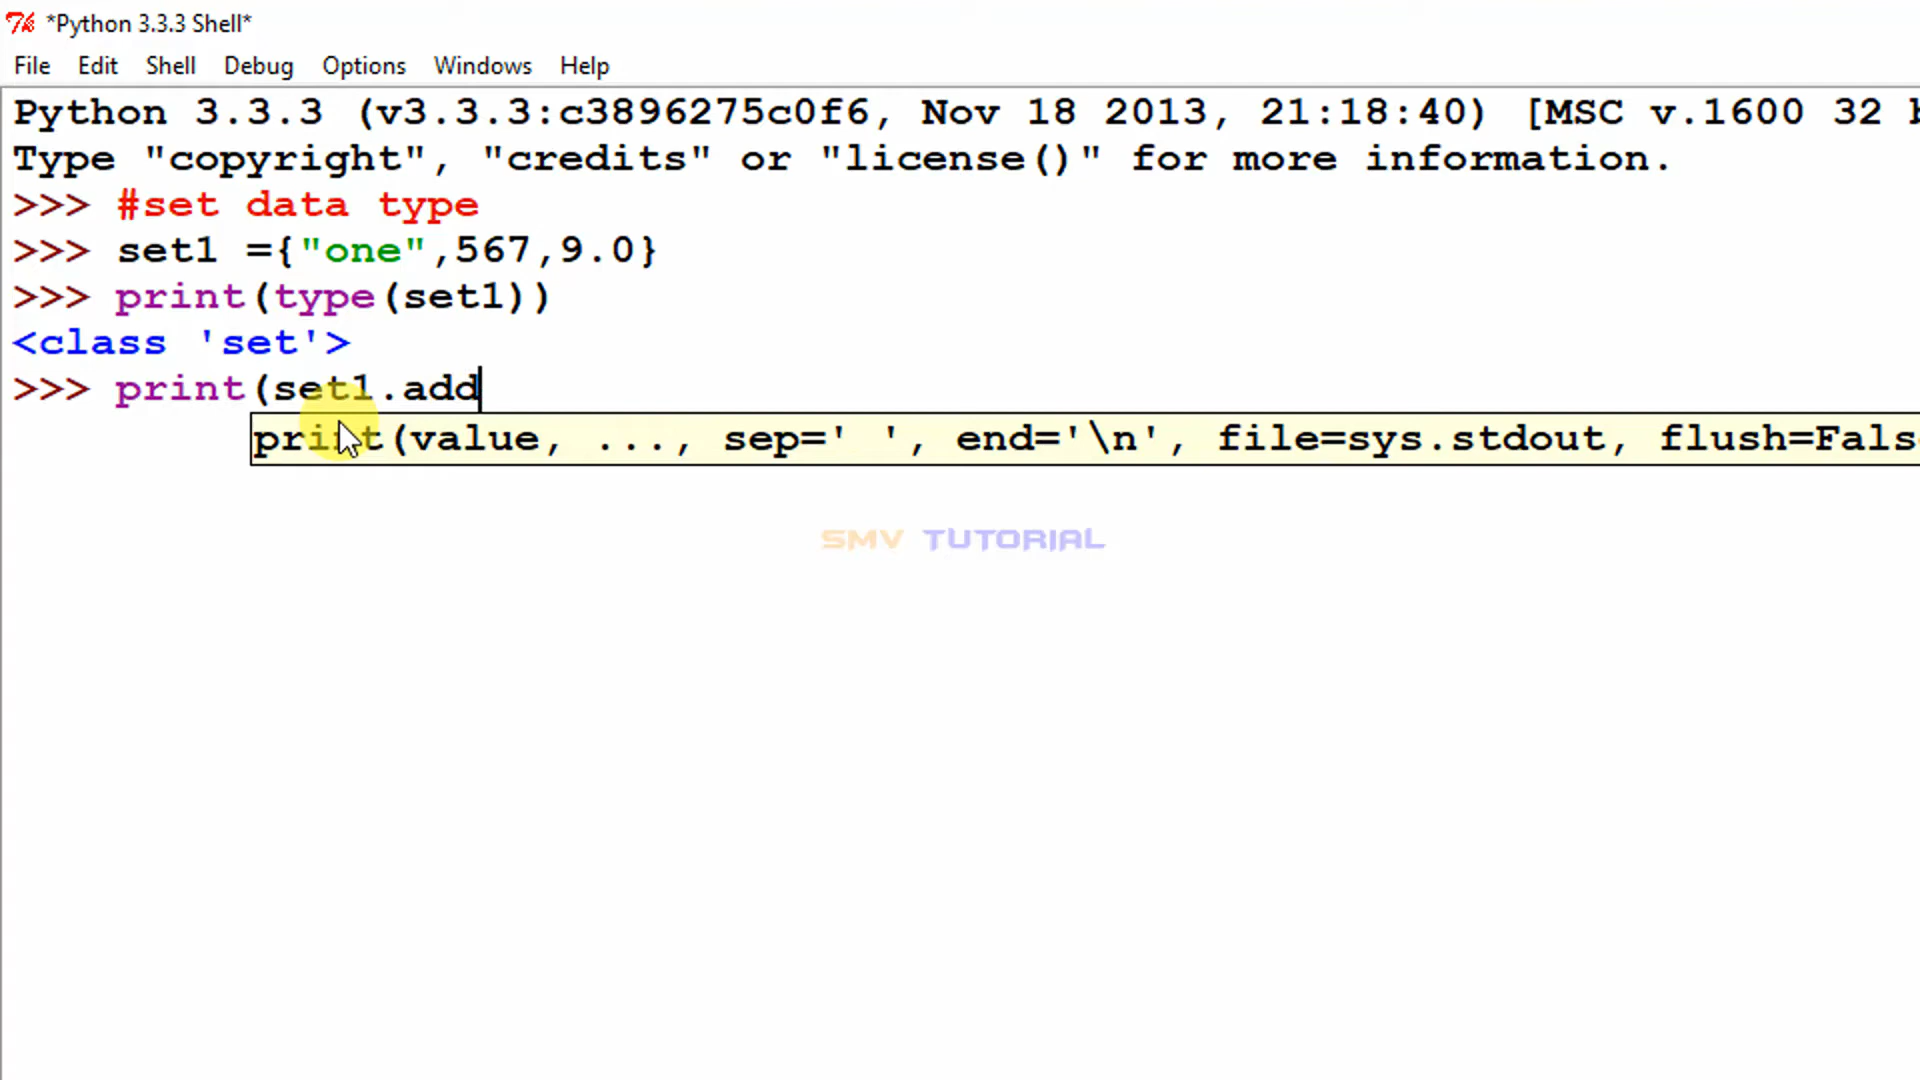 *Python 3.3.3 Shell*
File Edit Shell Debug Options Windows Help
Python 3.3.3 (v3.3.3:c3896275c0f6, Nov 18 2013, 21:18:40) [MSC v.1600 32 b
Type "copyright", "credits" or "license()" for more information.
>>> #set data type
>>> set1 ={"one",567,9.0}
>>> print(type(set1))
<class 'set'>
>>> print(set1.add
print(value, ..., sep=' ', end='\n', file=sys.stdout, flush=Fals
SMV TUTORIAL